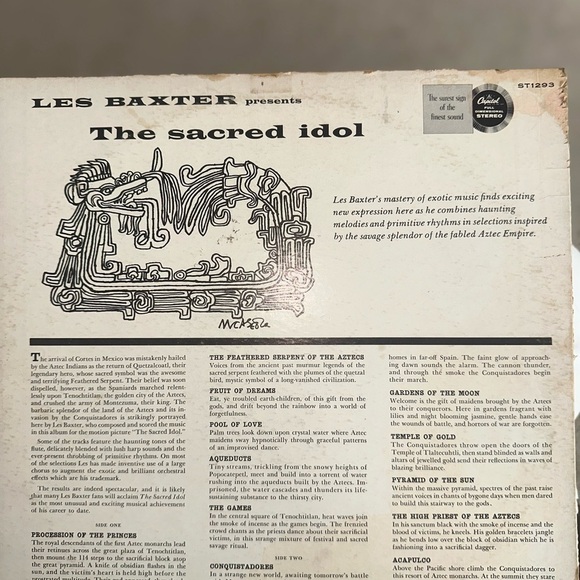 LES BAXTER presents
The sacred idol
The surest sign
of the
finest sound
Capitol
FULL
DIMENSIONAL
STEREO
ST1293
Les Baxter's mastery of exotic music finds exciting
new expression here as he combines haunting
melodies and primitive rhythms in selections inspired
by the savage splendor of the fabled Aztec Empire.
The arrival of Cortes in Mexico was mistakenly hailed
by the Aztec Indians as the return of Quetzalcoatl, their
legendary hero, whose sacred symbol was the awesome
and terrifying Feathered Serpent. Their belief was soon
dispelled, however, as the Spaniards marched relent-
lessly upon Tenochtitlan, the golden city of the Aztecs,
and crushed the army of Montezuma, their king. The
barbaric splendor of the land of the Aztecs and its in-
vasion by the Conquistadores is strikingly portrayed
here by Les Baxter, who composed and scored the music
in this album for the motion picture "The Sacred Idol."
Some of the tracks feature the haunting tones of the
flute, delicately blended with lush harp sounds and the
ever-present throbbing of primitive rhythms. On most
of the selections Les has made inventive use of a large
chorus to augment the exotic and brilliant orchestral
effects which are his trademark.
The results are indeed spectacular, and it is likely
that many Les Baxter fans will acclaim The Sacred Idol
as the most unusual and exciting musical achievement
of his career to date.
SIDE ONE
PROCESSION OF THE PRINCES
The royal descendants of the first Aztec monarch lead
their retinues across the great plaza of Tenochtitlan,
then mount the 114 steps to the sacrificial block atop
the great pyramid. A knife of obsidian flashes in the
sun, and the victim's heart is held high before the
THE FEATHERED SERPENT OF THE AZTECS
Voices from the ancient past murmur legends of the
sacred serpent feathered with the plumes of the quetzal
bird, mystic symbol of a long-vanished civilization.
FRUIT OF DREAMS
Eat, ye troubled earth-children, of this gift from the
gods, and drift beyond the rainbow into a world of
forgetfulness.
POOL OF LOVE
Palm trees look down upon crystal water where Aztec
maidens sway hypnotically through graceful patterns
of an improvised dance.
AQUEDUCTS
Tiny streams, trickling from the snowy heights of
Popocatepetl, meet and build into a torrent of water
rushing into the aqueducts built by the Aztecs. Im-
prisoned, the water cascades and thunders its life-
sustaining substance to the thirsty city.
THE GAMES
In the central square of Tenochtitlan, heat waves join
the smoke of incense as the games begin. The frenzied
crowd chants as the priests dance about their sacrificial
victims, in this strange mixture of festival and sacred
savage ritual.
SIDE TWO
CONQUISTADORES
In a strange new world, awaiting tomorrow's battle
homes in far-off Spain. The faint glow of approach-
ing dawn sounds the alarm. The cannon thunder,
and through the smoke the Conquistadores begin
their march.
GARDENS OF THE MOON
Welcome is the gift of maidens brought by the Aztecs
to their conquerors. Here in gardens fragrant with
lilies and night blooming jasmine, gentle hands ease
the wounds of battle, and horrors of war are forgotten.
TEMPLE OF GOLD
The Conquistadores throw open the doors of the
Temple of Tlaltecuhtli, then stand blinded as walls and
altars of jewelled gold send their reflections in waves of
blazing brilliance.
PYRAMID OF THE SUN
Within the massive pyramid, spectres of the past raise
ancient voices in chants of bygone days when men dared
to build this stairway to the gods.
THE HIGH PRIEST OF THE AZTECS
In his sanctum black with the smoke of incense and the
blood of victims, he kneels. His golden bracelets jangle
as he bends low over the block of obsidian which he is
fashioning into a sacrificial dagger.
ACAPULCO
Above the Pacific shore climb the Conquistadores to
this resort of Aztec monarchs. At the summit they stare